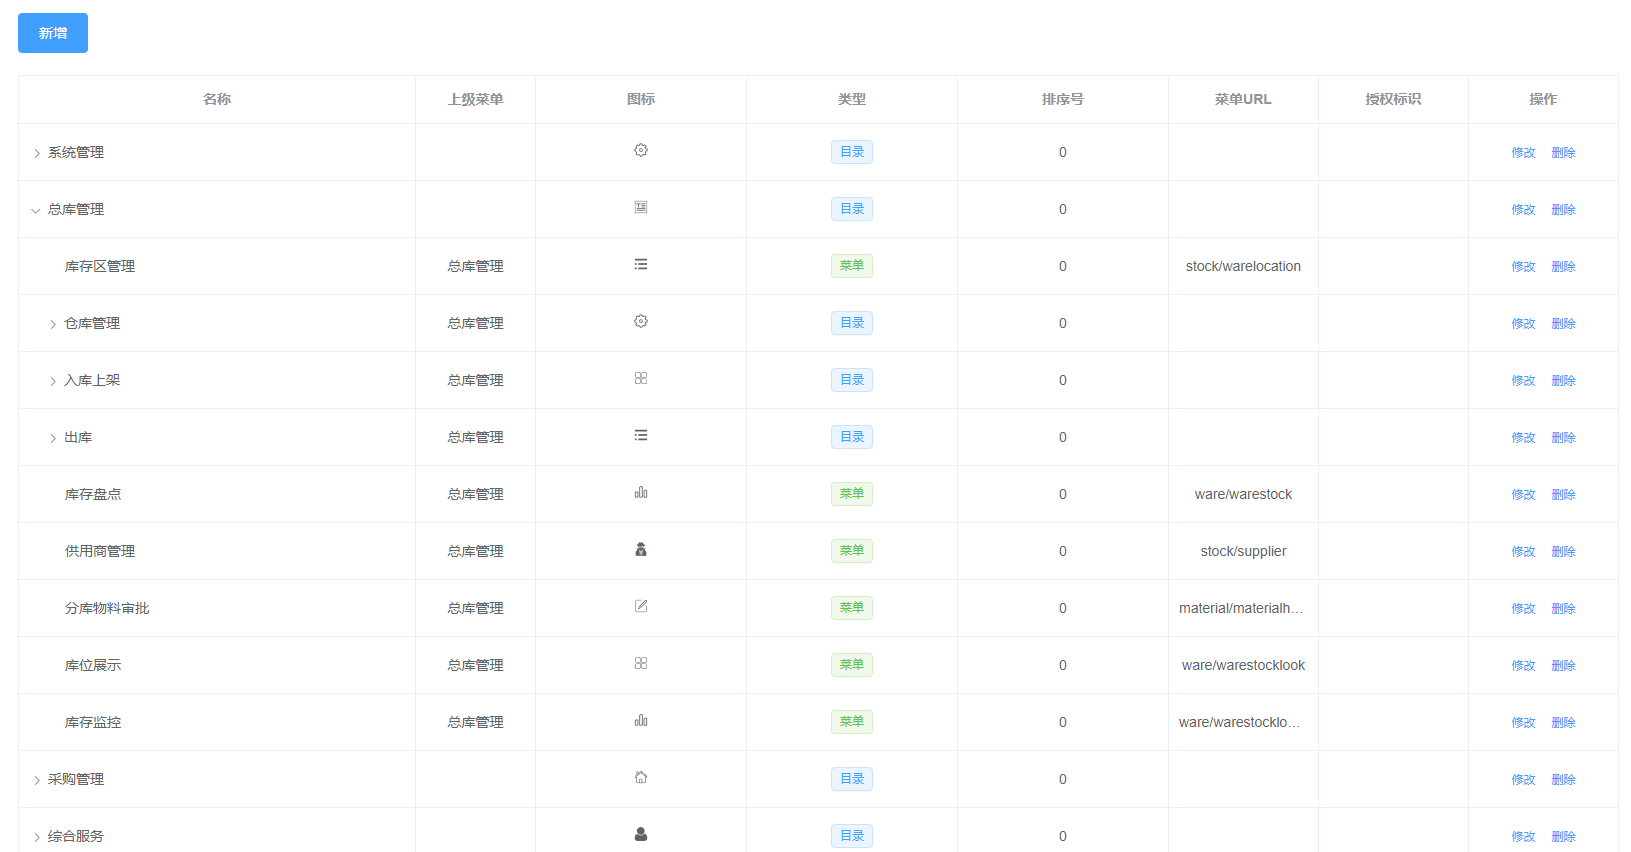 新增
名称 上级菜单 图标 类型 排序号 菜单URL 授权标识 操作
系统管理 目录 0 修改 删除
总库管理 目录 0 修改 删除
库存区管理 总库管理 菜单 0 stock/warelocation 修改 删除
仓库管理 总库管理 目录 0 修改 删除
入库上架 总库管理 目录 0 修改 删除
出库 总库管理 目录 0 修改 删除
库存盘点 总库管理 菜单 0 ware/warestock 修改 删除
供用商管理 总库管理 菜单 0 stock/supplier 修改 删除
分库物料审批 总库管理 菜单 0 material/materialh... 修改 删除
库位展示 总库管理 菜单 0 ware/warestocklook 修改 删除
库存监控 总库管理 菜单 0 ware/warestocklo... 修改 删除
采购管理 目录 0 修改 删除
综合服务 目录 0 修改 删除